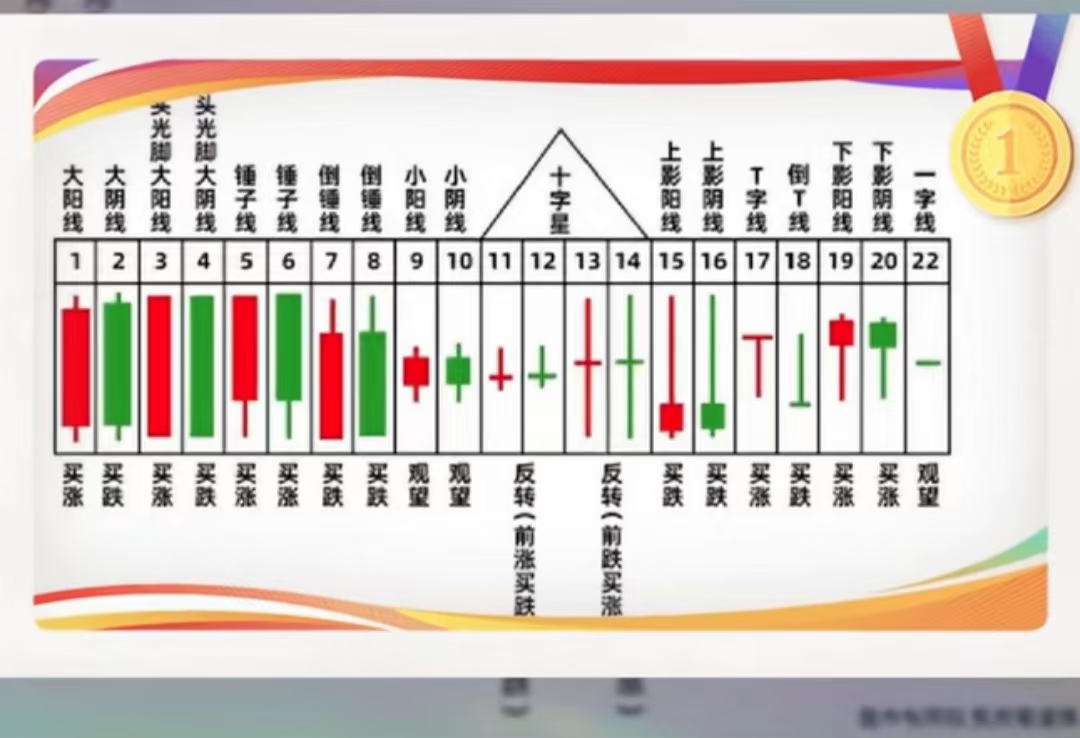 大阳线
大阴线
头光脚大阳线
头光脚大阴线
锤子线
锤子线
倒锤线
倒锤线
小阳线
小阴线
十字星
上影阳线
上影阴线
T字线
倒T线
下影阳线
下影阴线
一字线
1
1 2 3 4 5 6 7 8 9 10 11 12 13 14 15 16 17 18 19 20 22
买涨
买跌
买涨
买跌
买涨
买涨
买跌
买跌
观望
观望
反转(前涨买跌
反转(前跌买涨
买跌
买跌
买涨
买跌
买涨
买涨
观望